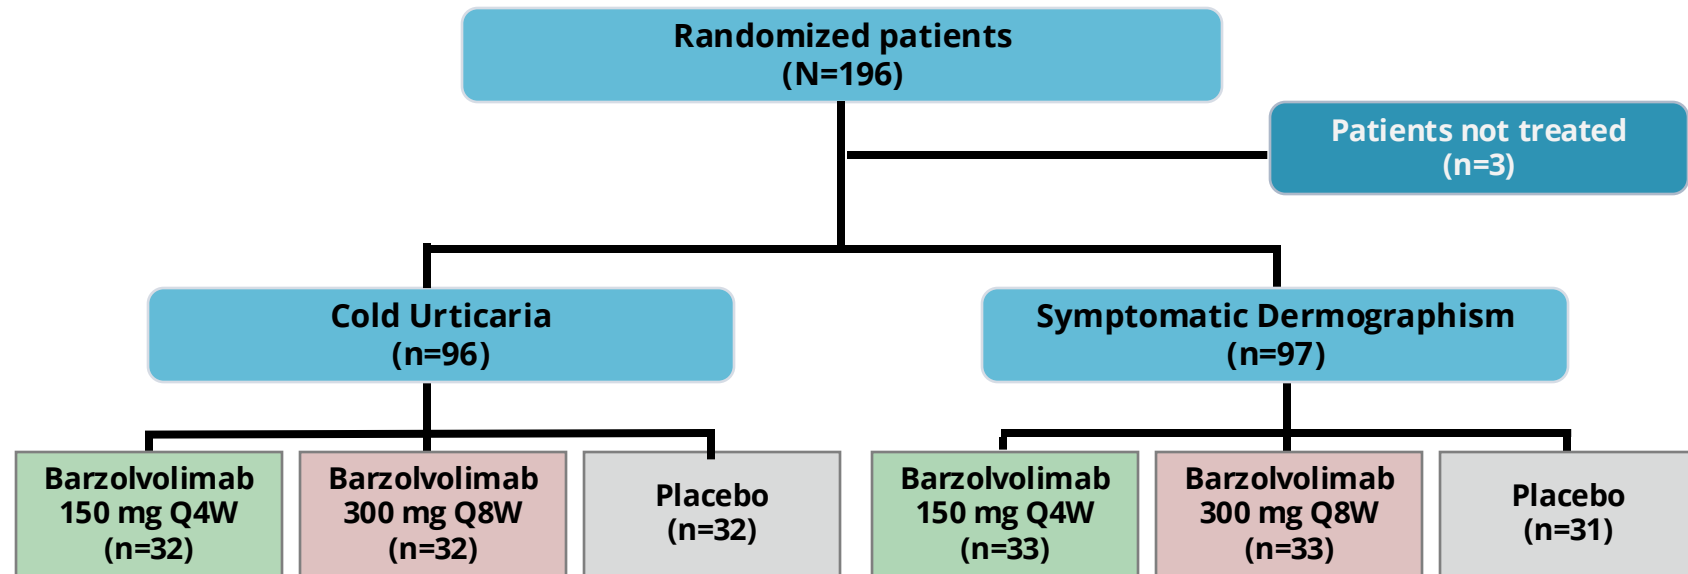 Randomized patients
(N=196)
Patients not treated
(n=3)
Cold Urticaria
(n=96)
Symptomatic Dermographism
(n=97)
Barzolvolimab
150 mg Q4W
(n=32)
Barzolvolimab
300 mg Q8W
(n=32)
Placebo
(n=32)
Barzolvolimab
150 mg Q4W
(n=33)
Barzolvolimab
300 mg Q8W
(n=33)
Placebo
(n=31)